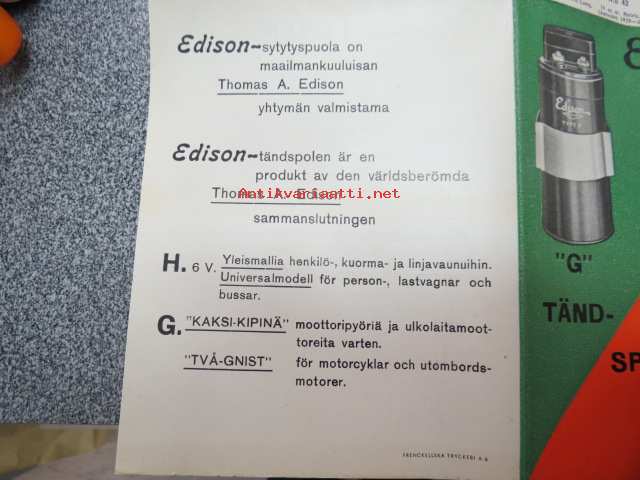 Edison-sytytyspuola on
maailmankuuluisan
Thomas A. Edison
yhtymän valmistama
Edison-tändspolen är en
produkt av den världsberömda
Thomas A. Edison
Antikvariaatti.net
sammanslutningen
H. 6 V. Yleismallia henkilö-, kuorma- ja linjavaunuihin.
Universalmodell för person-, lastvagnar och
bussar.
G. "KAKSI-KIPINÄ" moottoripyöriä ja ulkolaitamoot-
toreita varten.
"TVÅ-GNIST" för motorcyklar och utombords-
motorer.
FRENCKELLSKA TRYCKERI A.B
Edison
"G"
TÄND-
SP